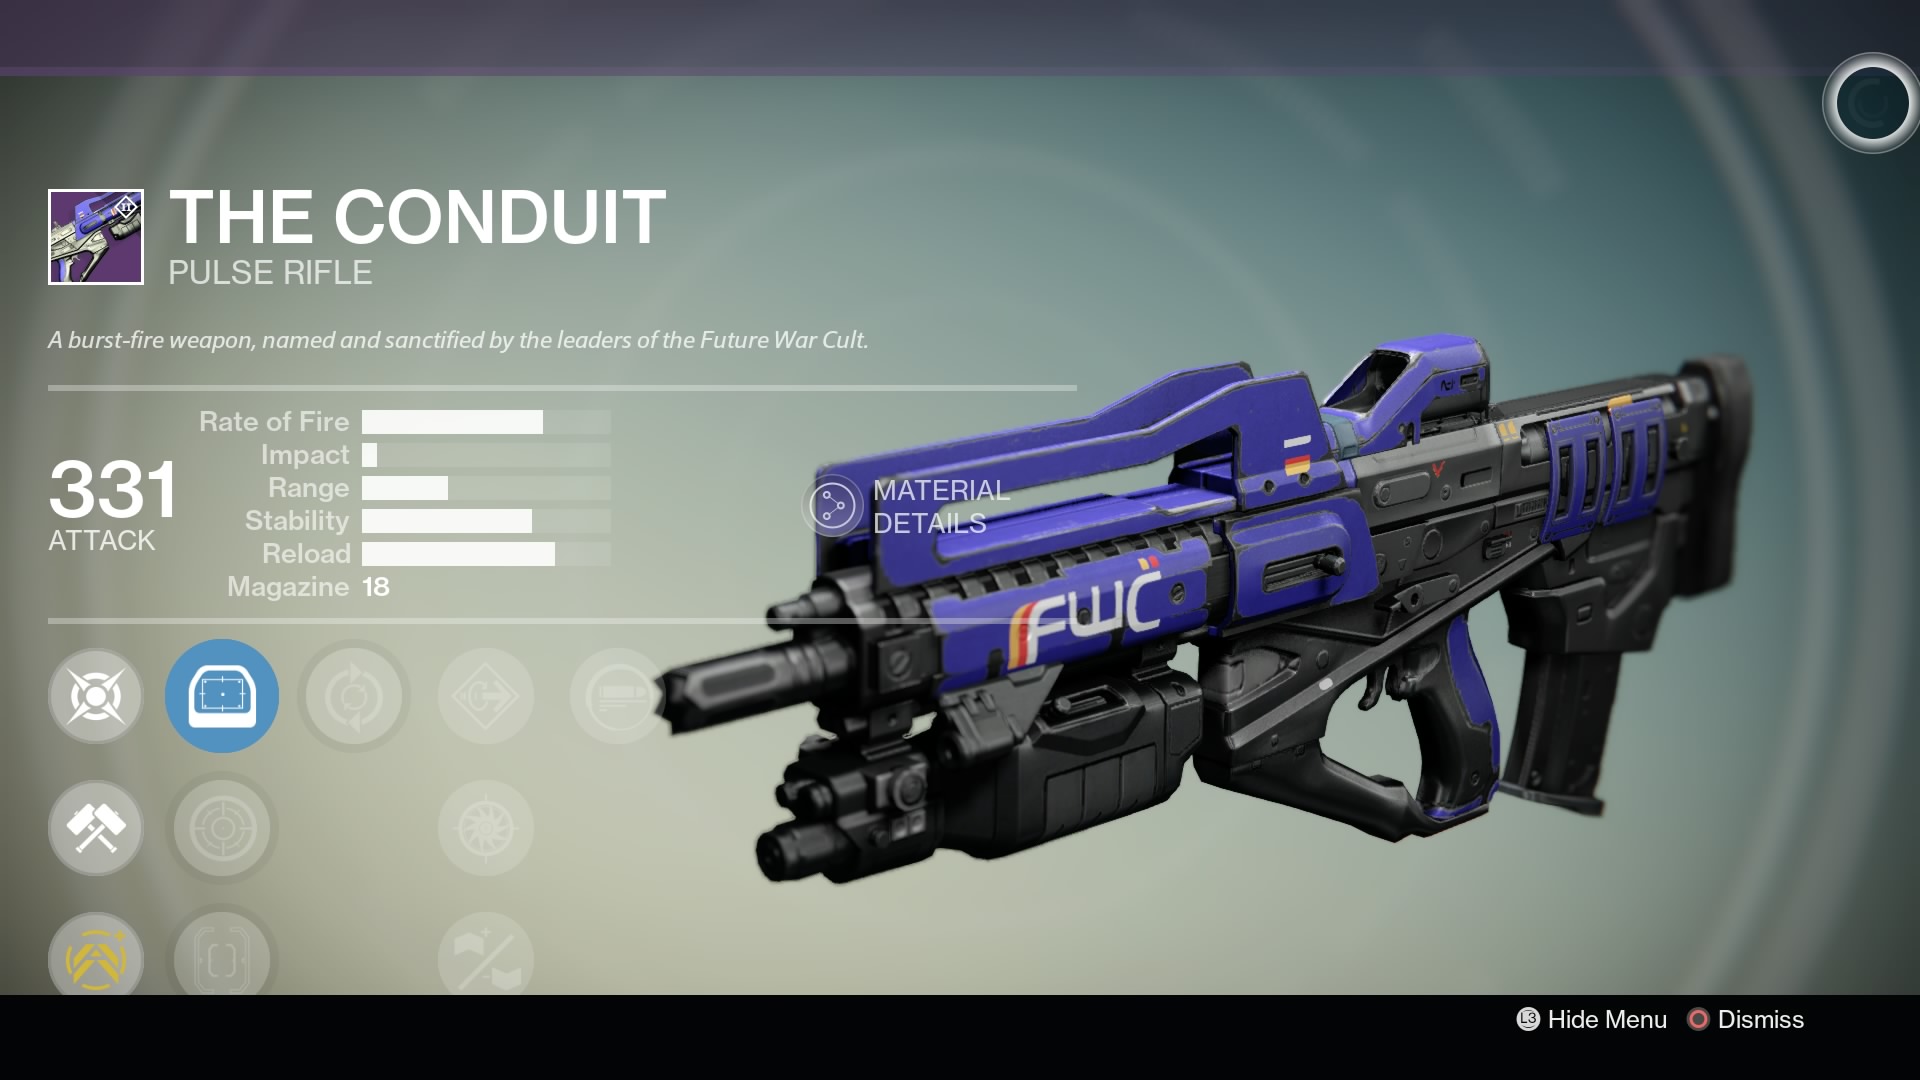 THE CONDUIT
PULSE RIFLE
A burst-fire weapon, named and sanctified by the leaders of the Future War Cult.
331
ATTACK
Rate of Fire
Impact
Range
Stability
Reload
Magazine 18
MATERIAL
DETAILS
FWC
L3 Hide Menu
Dismiss